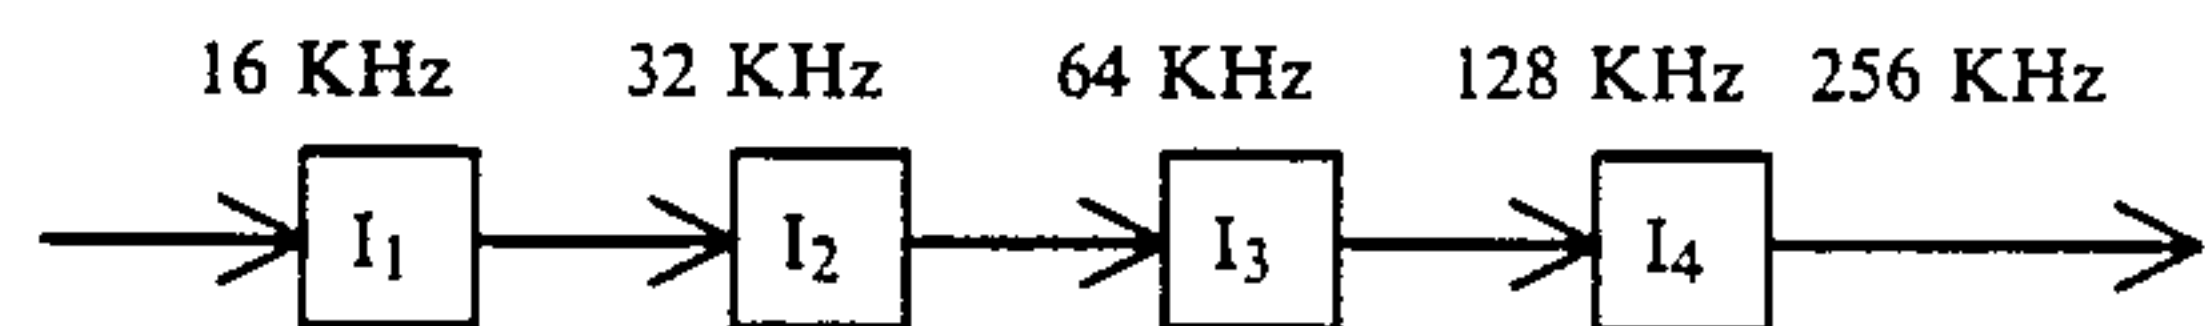 16 KHz 32 KHz 64 KHz 128 KHz 256 KHz
I1 I2 I3 I4